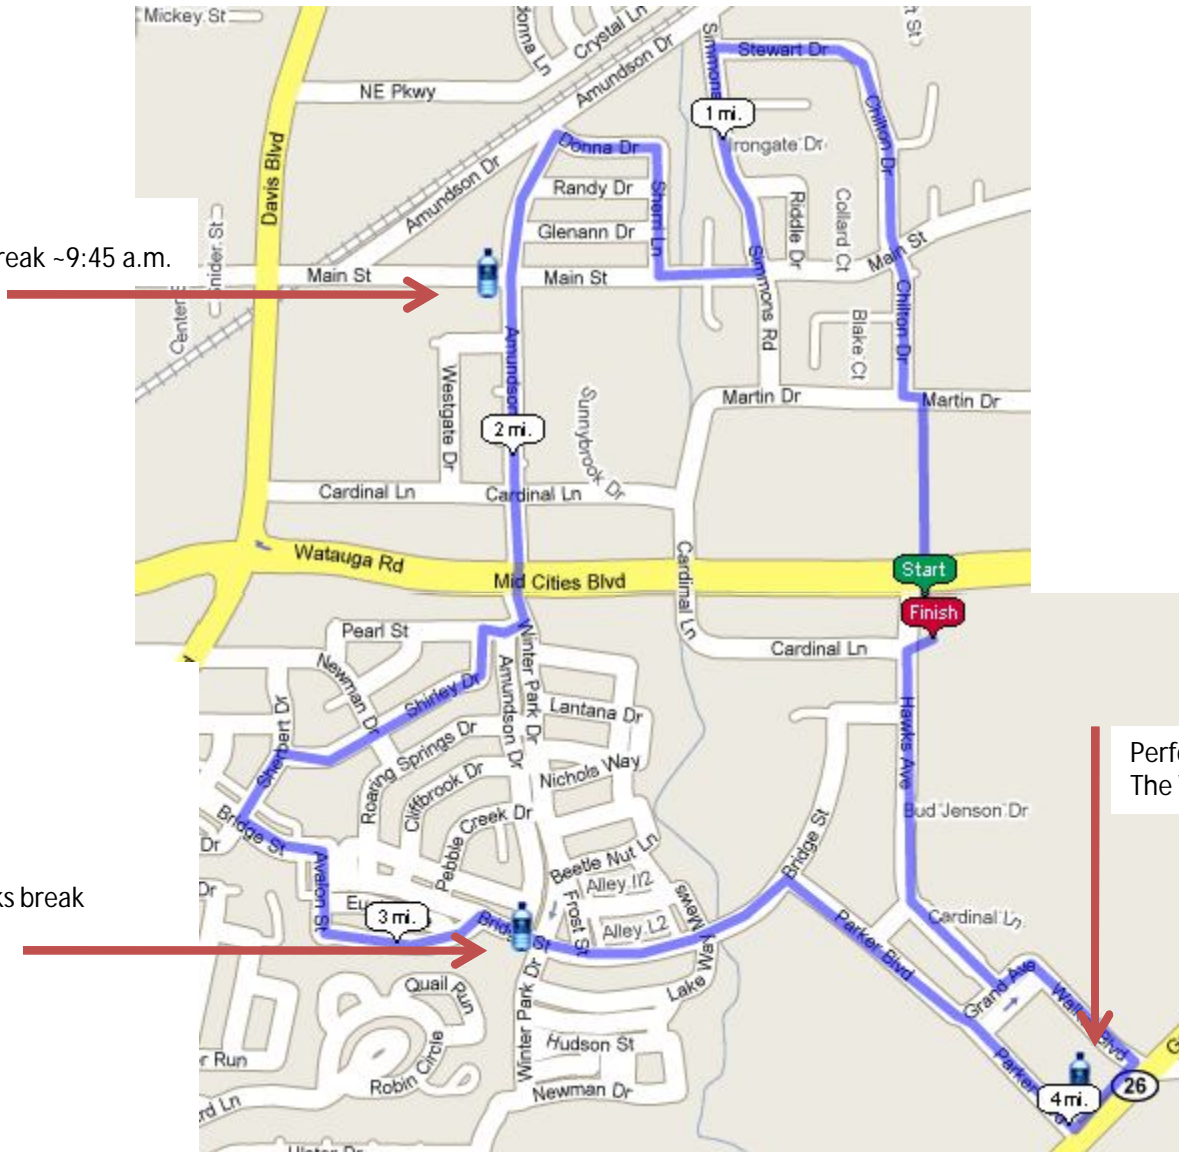 Mickey St
Donna Ln
Crystal Ln
Amundson Dr
Simmons
Stewart Dr
t St
NE Pkwy
1 mi.
Chilton Dr
Irongate Dr
Davis Blvd
Amundson Dr
Donna Dr
Randy Dr
Sherri Ln
Riddle Dr
Collard Ct
Snider St
Glenann Dr
reak ~9:45 a.m.
Main St
Main St
Main St
Simmons Rd
Center
Chilton Dr
Blake Ct
Amundson
Westgate Dr
Sunnybrook Dr
Martin Dr
Martin Dr
2 mi.
Cardinal Ln
Cardinal Ln
Watauga Rd
Mid Cities Blvd
Start
Cardinal Ln
Finish
Pearl St
Winter Park Dr
Cardinal Ln
Newman Dr
Shirley Dr
Amundson Dr
Lantana Dr
Hawks Ave
Sherbert Dr
Roaring Springs Dr
Nichols Way
Perfo
The
Cliffbrook Dr
Bridge St
Dr
Pebble Creek Dr
Bridge St
Bud Jenson Dr
Avalon St
Beetle Nut Ln
Alley II2
Dr
ks break
Eu
3 mi.
Frost St
Mews
Bridge St
Alley L2
Parker Blvd
Cardinal Ln
Lake Way
Quail Run
Winter Park Dr
Grand Ave
Walker Blvd
r Run
Robin Circle
Hudson St
Parker
G
26
Newman Dr
4 mi.
rd Ln
Ulster Dr